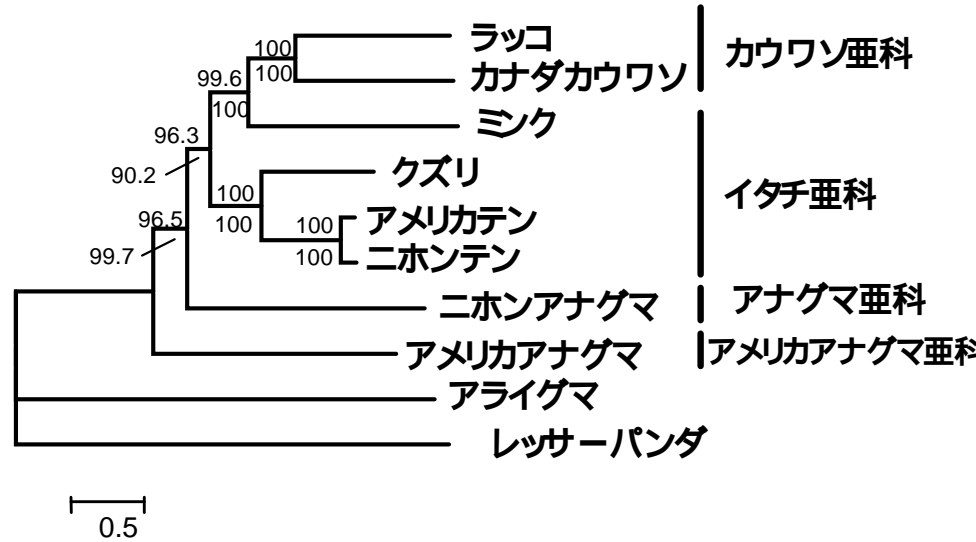 ラッコ
カナダカウワソ
ミンク
クズリ
アメリカテン
ニホンテン
ニホンアナグマ
アメリカアナグマ
アライグマ
レッサーパンダ
カウワソ亜科
イタチ亜科
アナグマ亜科
アメリカアナグマ亜科
100
100
99.6
100
96.3
90.2
100
100
100
100
96.5
99.7
0.5